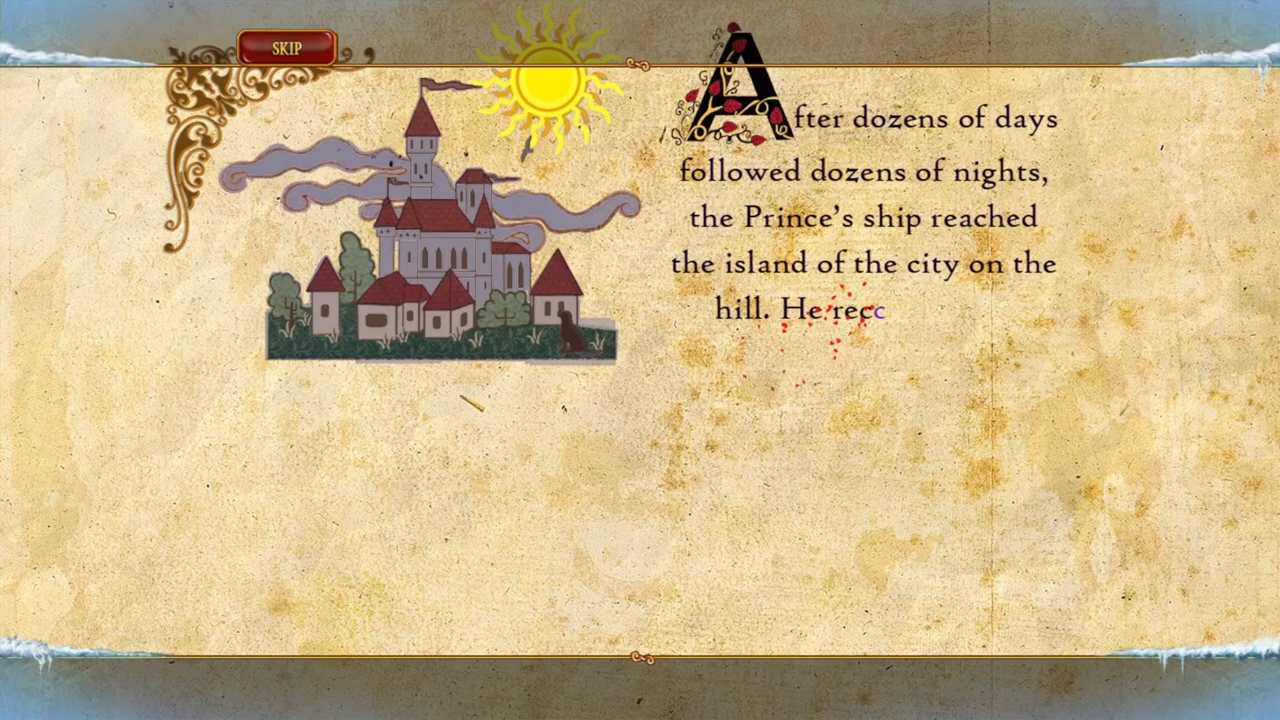 SKIP
After dozens of days
followed dozens of nights,
the Prince's ship reached
the island of the city on the
hill. He recc